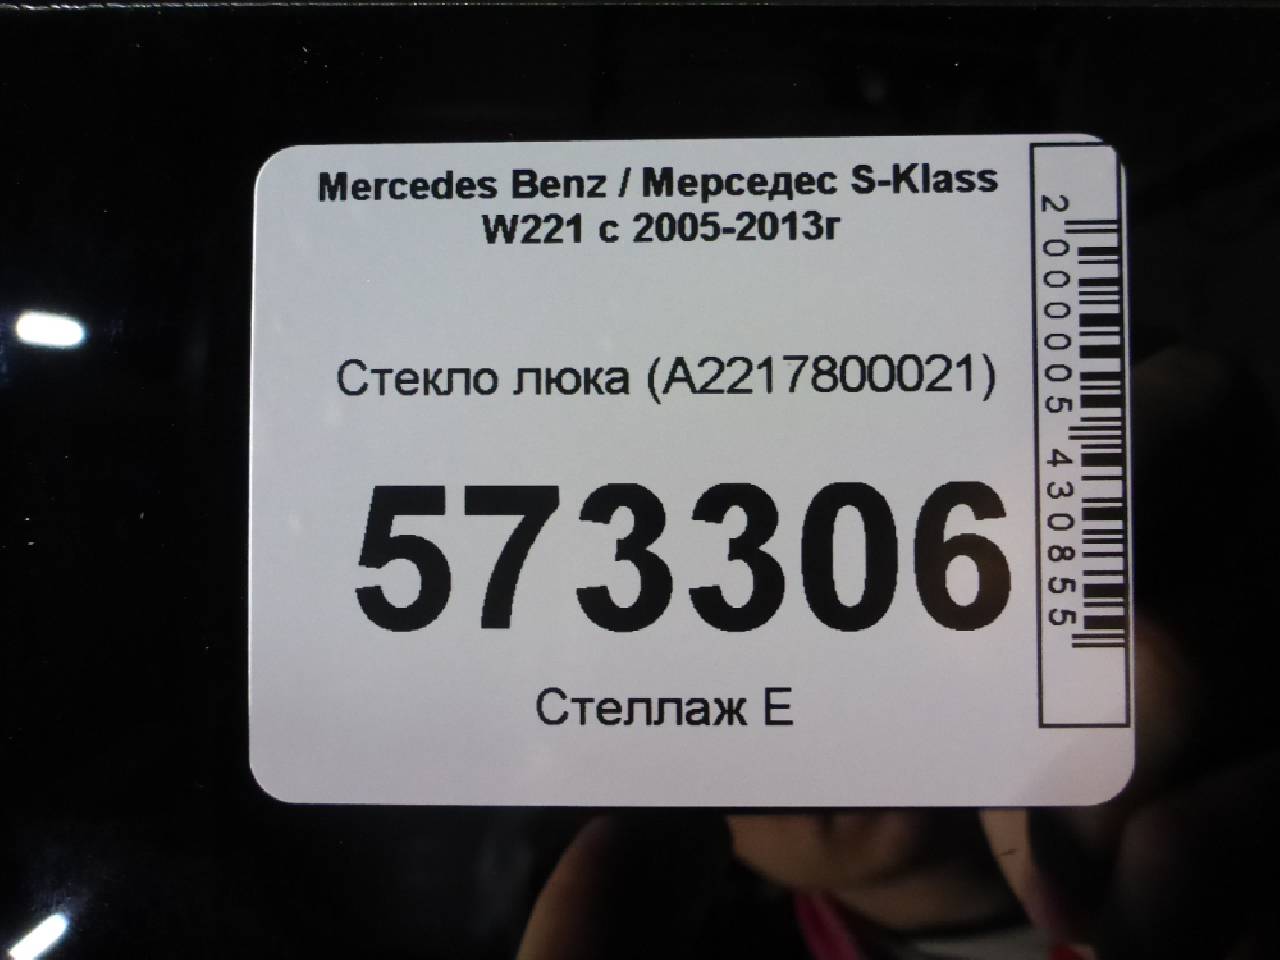 Mercedes Benz / Мерседес S-Klass
W221 с 2005-2013г
Стекло люка (A2217800021)
573306
Стеллаж Е
2000005430855